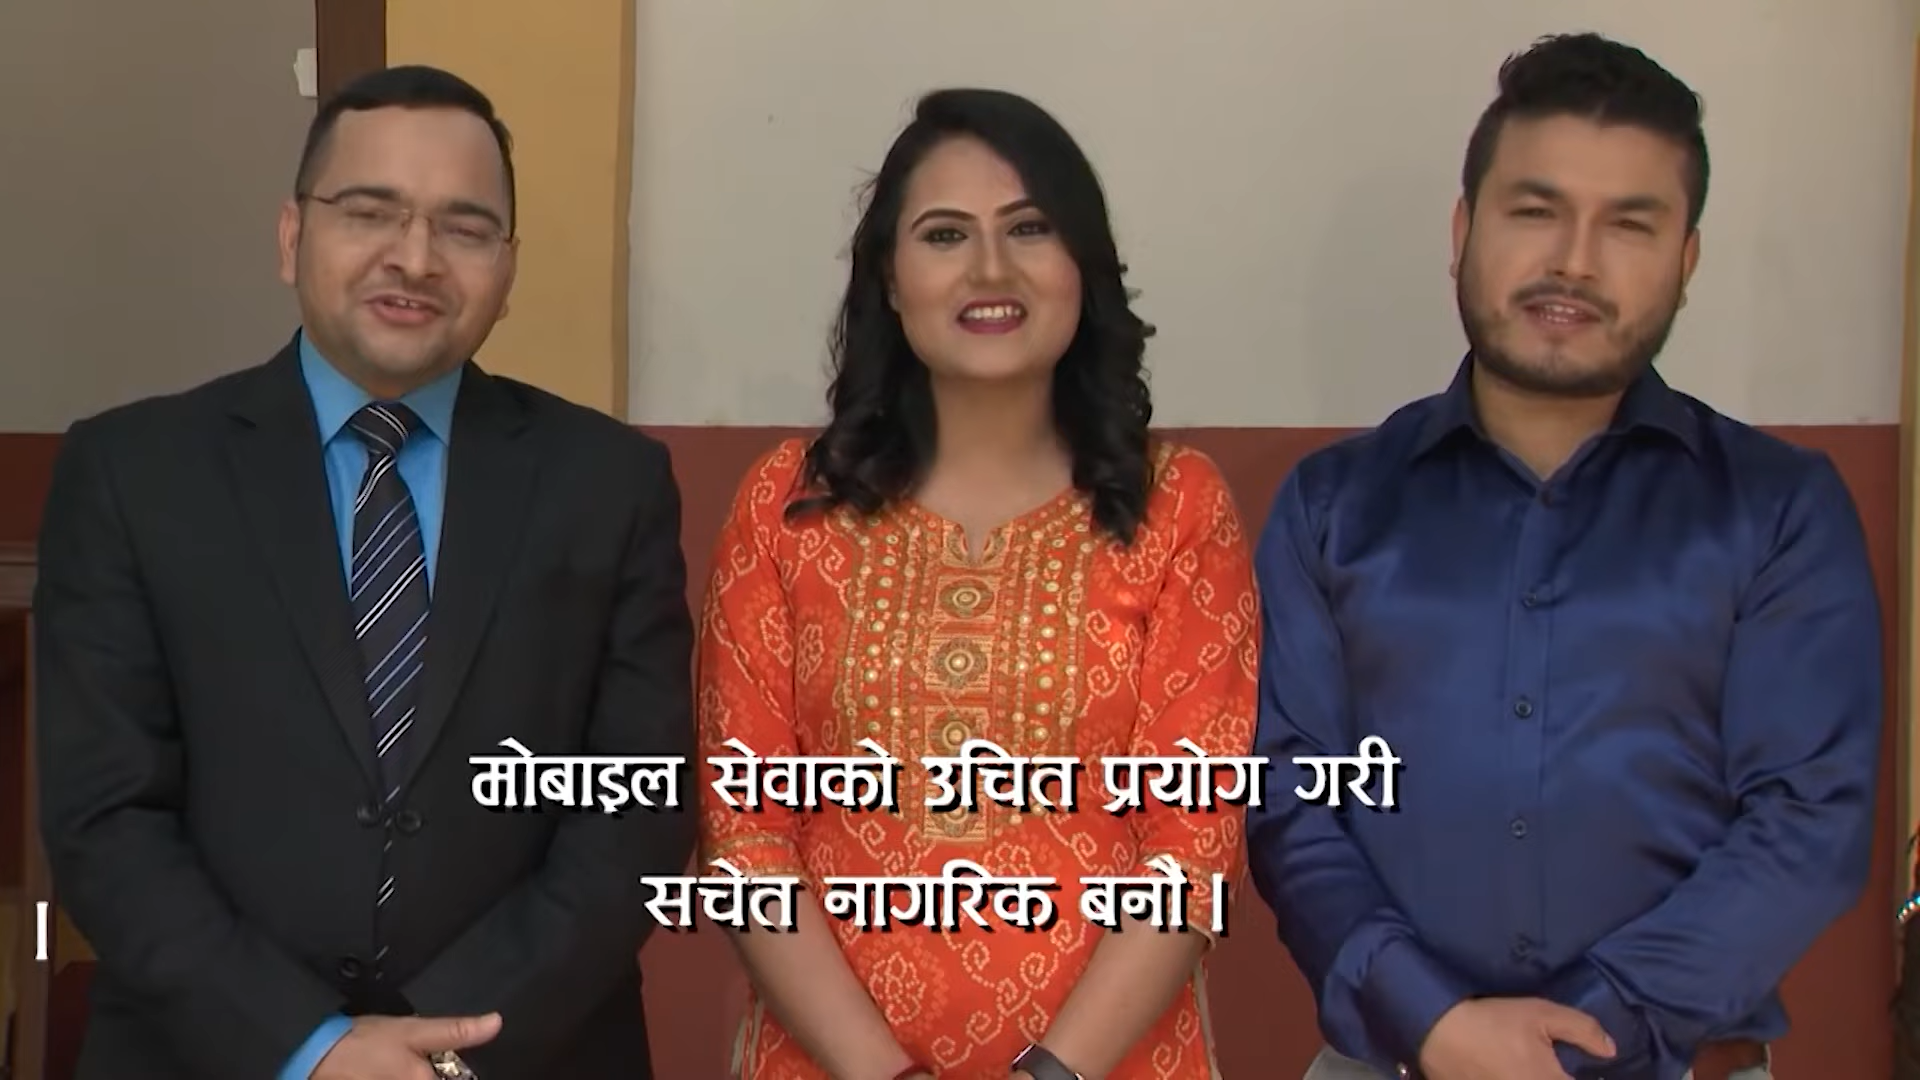 मोबाइल सेवाको उचित प्रयोग गरी
सचेत नागरिक बनौ।
।